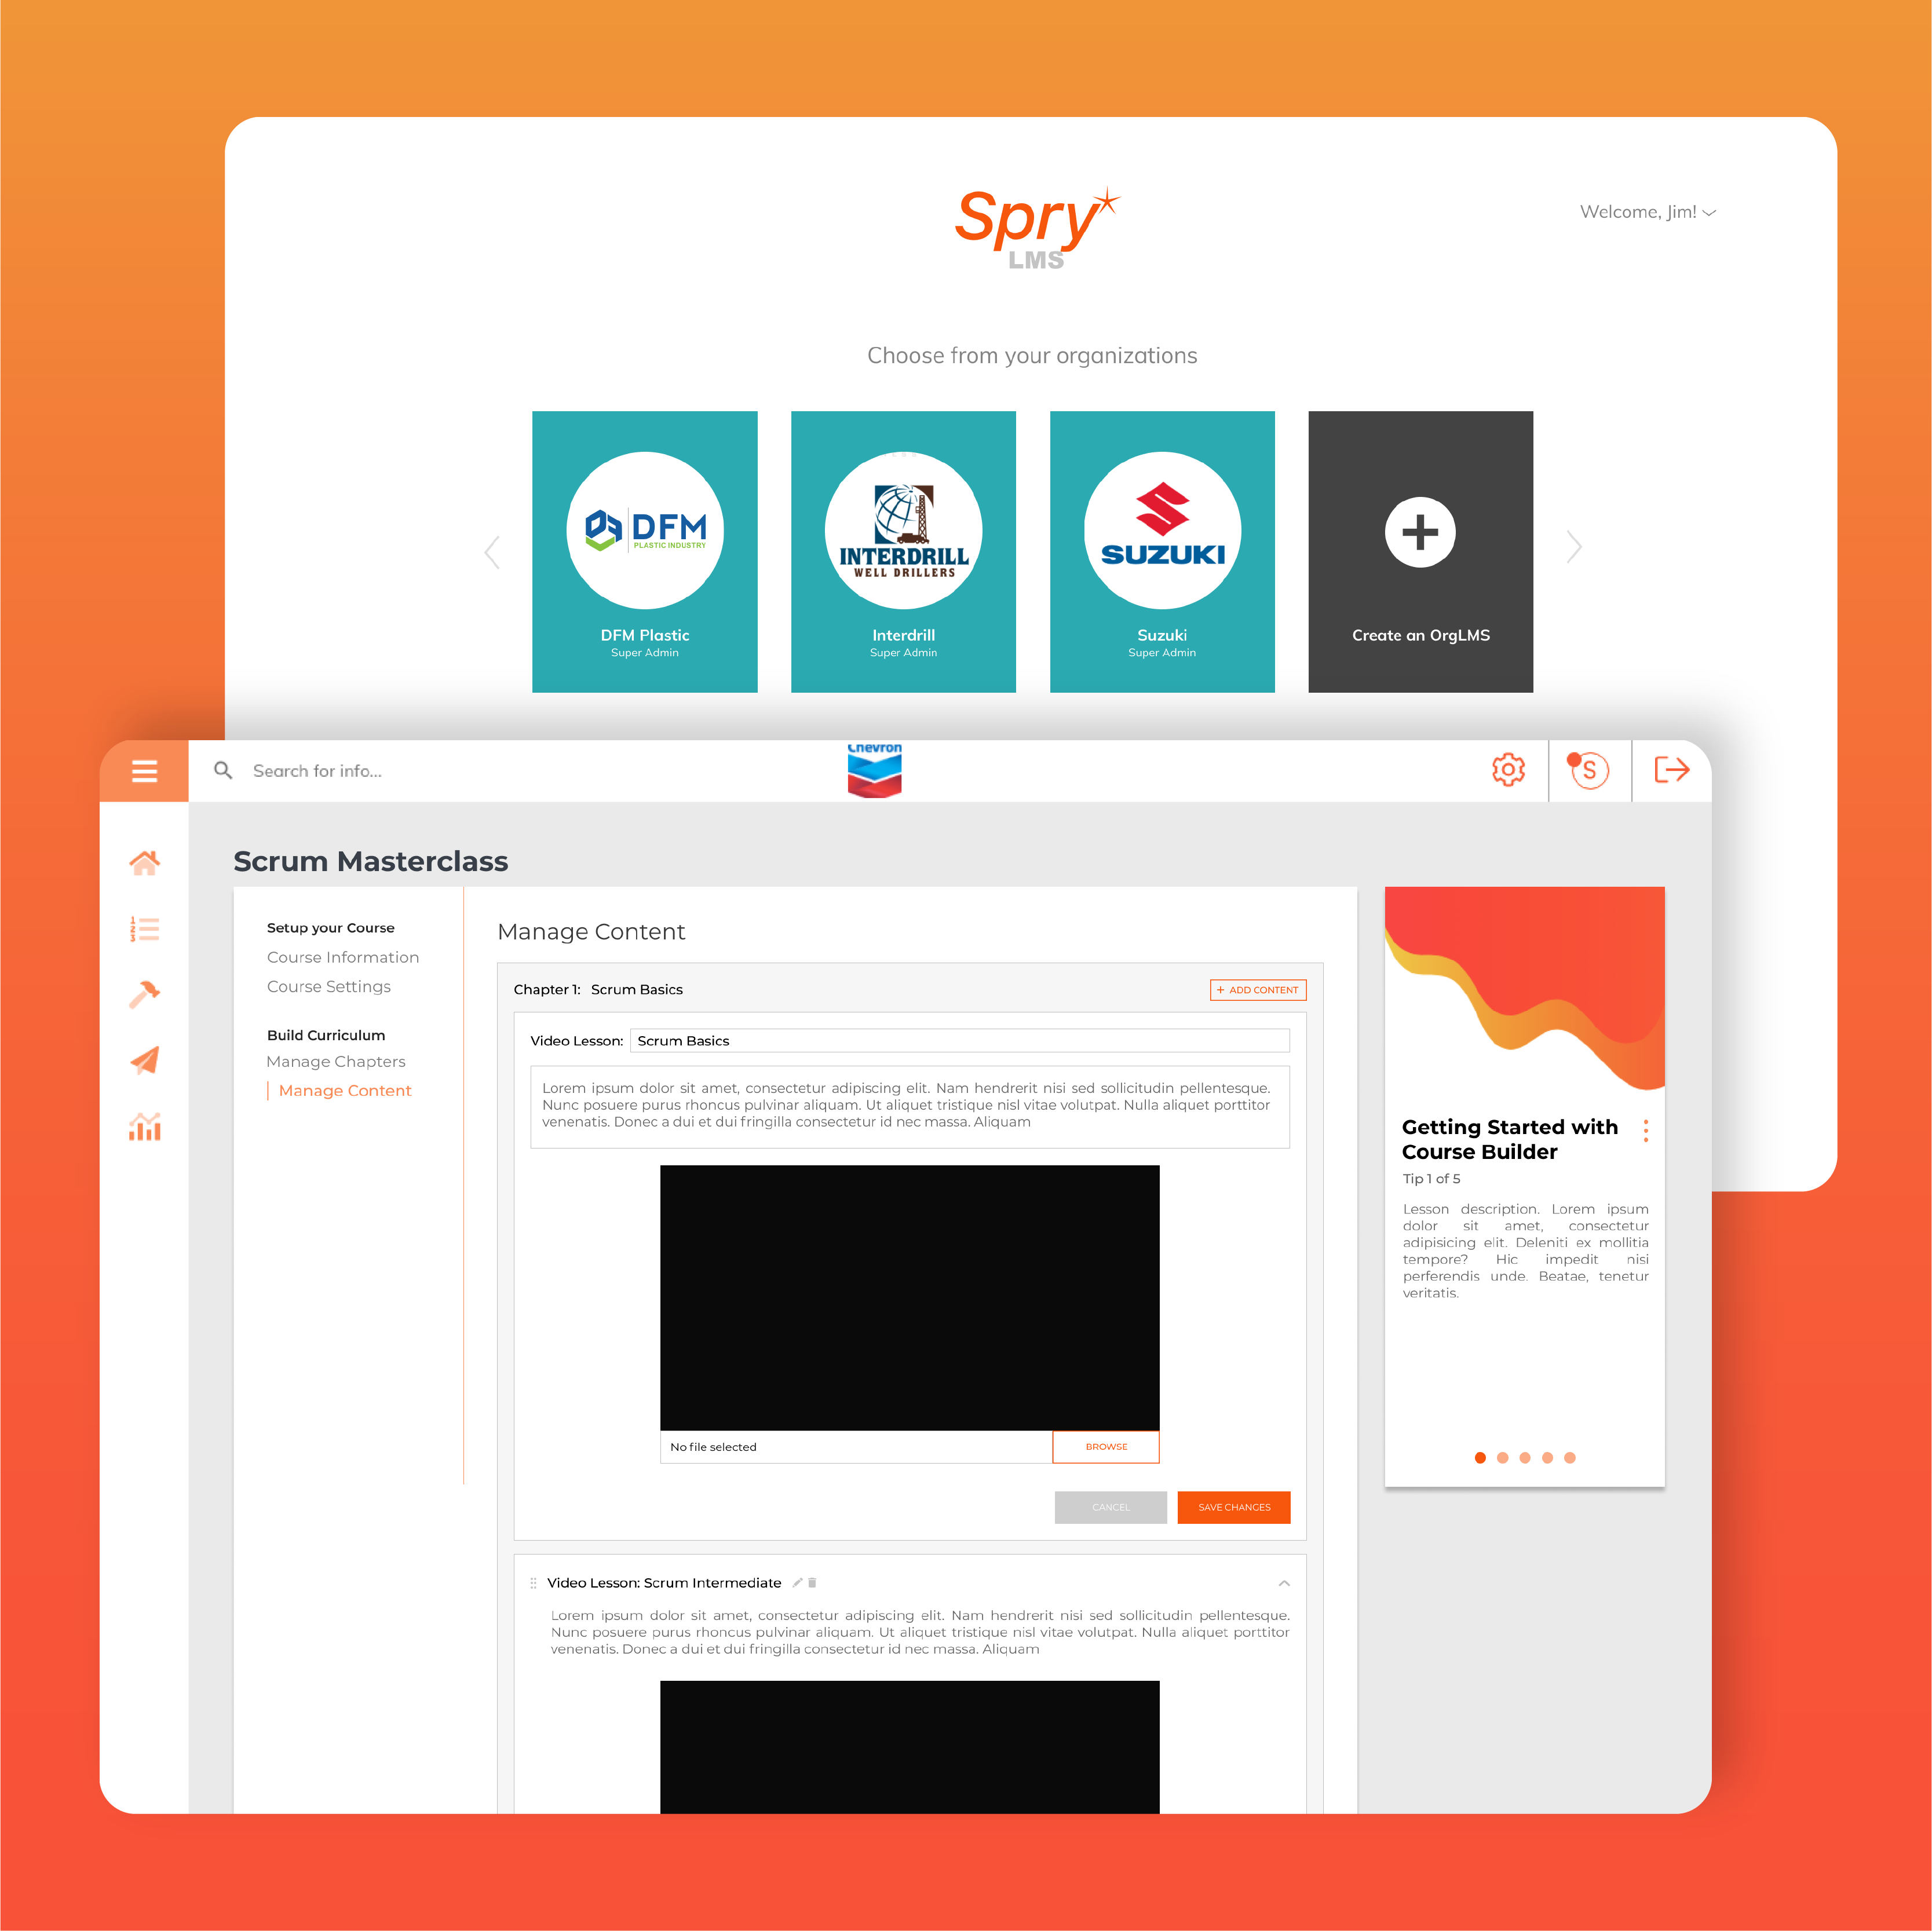 Spry
LMS
Welcome, Jim!
Choose from your organizations
DFM
PLASTIC INDUSTRY
DFM Plastic
Super Admin
INTERDRILL
WELL DRILLERS
Interdrill
Super Admin
SUZUKI
Suzuki
Super Admin
Create an OrgLMS
Search for info...
Chevron
S
1
2
3
Scrum Masterclass
Setup your Course
Course Information
Course Settings
Build Curriculum
Manage Chapters
Manage Content
Manage Content
Chapter 1: Scrum Basics
+ ADD CONTENT
Video Lesson: Scrum Basics
Lorem ipsum dolor sit amet, consectetur adipiscing elit. Nam hendrerit nisi sed sollicitudin pellentesque.
Nunc posuere purus rhoncus pulvinar aliquam. Ut aliquet tristique nisl vitae volutpat. Nulla aliquet porttitor
venenatis. Donec a dui et dui fringilla consectetur id nec massa. Aliquam
No file selected
BROWSE
CANCEL
SAVE CHANGES
Video Lesson: Scrum Intermediate
Lorem ipsum dolor sit amet, consectetur adipiscing elit. Nam hendrerit nisi sed sollicitudin pellentesque.
Nunc posuere purus rhoncus pulvinar aliquam. Ut aliquet tristique nisl vitae volutpat. Nulla aliquet porttitor
venenatis. Donec a dui et dui fringilla consectetur id nec massa. Aliquam
Getting Started with
Course Builder
Tip 1 of 5
Lesson description. Lorem ipsum
dolor sit amet, consectetur
adipisicing elit. Deleniti ex mollitia
tempore? Hic impedit nisi
perferendis unde. Beatae, tenetur
veritatis.